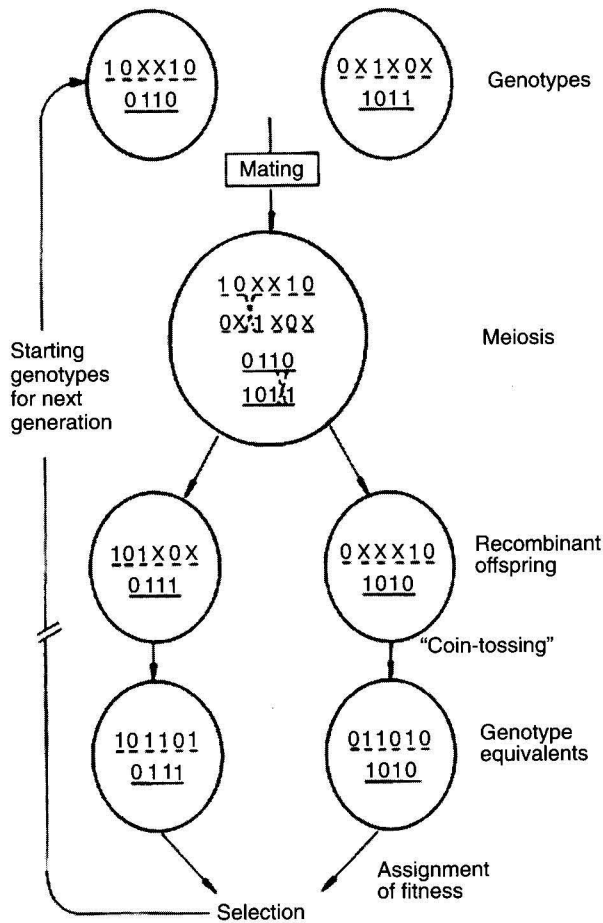 10XX10
0110
0X1X0X
1011
Genotypes
Mating
10XX10
0X1X0X
0110
1011
Meiosis
Starting
genotypes
for next
generation
101X0X
0111
0XXX10
1010
Recombinant
offspring
"Coin-tossing"
101101
0111
011010
1010
Genotype
equivalents
Assignment
of fitness
Selection